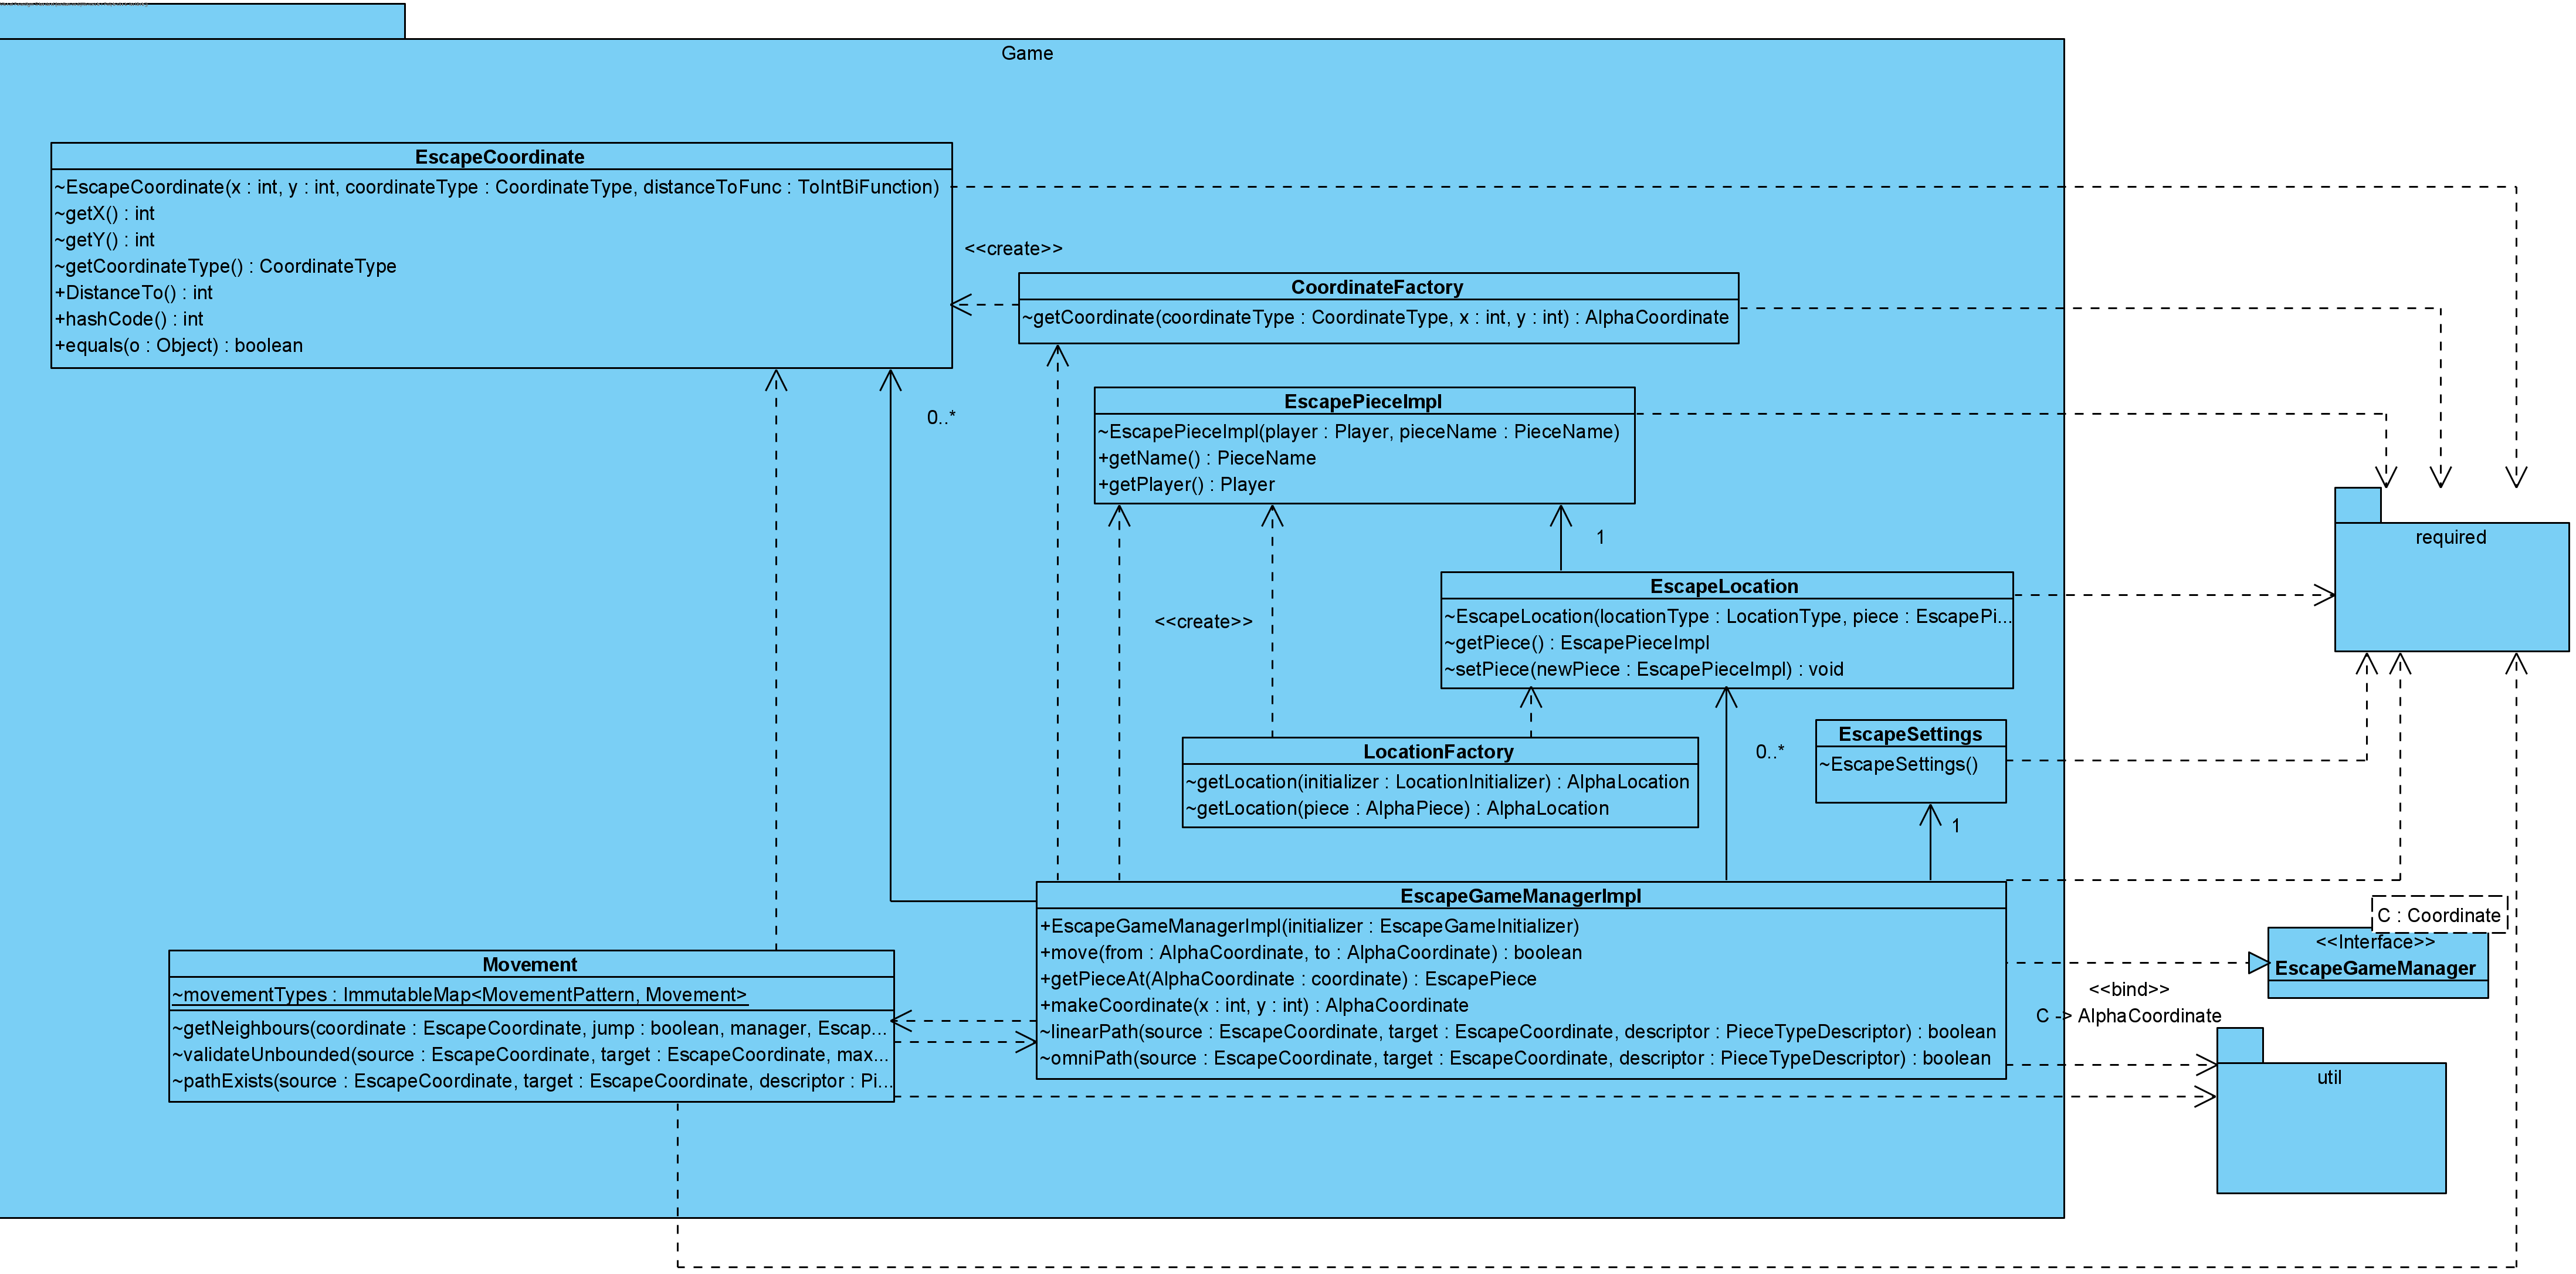 Game
EscapeCoordinate
~EscapeCoordinate(x : int, y : int, coordinateType : CoordinateType, distanceToFunc : ToIntBiFunction)
~getX() : int
~getY() : int
~getCoordinateType() : CoordinateType
+DistanceTo() : int
+hashCode() : int
+equals(o : Object) : boolean
<<create>>
CoordinateFactory
~getCoordinate(coordinateType : CoordinateType, x : int, y : int) : AlphaCoordinate
0..*
EscapePieceImpl
~EscapePieceImpl(player : Player, pieceName : PieceName)
+getName() : PieceName
+getPlayer() : Player
1
required
EscapeLocation
~EscapeLocation(locationType : LocationType, piece : EscapePi...
~getPiece() : EscapePieceImpl
~setPiece(newPiece : EscapePieceImpl) : void
<<create>>
LocationFactory
~getLocation(initializer : LocationInitializer) : AlphaLocation
~getLocation(piece : AlphaPiece) : AlphaLocation
0..*
EscapeSettings
~EscapeSettings()
1
EscapeGameManagerImpl
+EscapeGameManagerImpl(initializer : EscapeGameInitializer)
+move(from : AlphaCoordinate, to : AlphaCoordinate) : boolean
+getPieceAt(AlphaCoordinate : coordinate) : EscapePiece
+makeCoordinate(x : int, y : int) : AlphaCoordinate
~linearPath(source : EscapeCoordinate, target : EscapeCoordinate, descriptor : PieceTypeDescriptor) : boolean
~omniPath(source : EscapeCoordinate, target : EscapeCoordinate, descriptor : PieceTypeDescriptor) : boolean
Movement
~movementTypes : ImmutableMap<MovementPattern, Movement>
~getNeighbours(coordinate : EscapeCoordinate, jump : boolean, manager, Escap...
~validateUnbounded(source : EscapeCoordinate, target : EscapeCoordinate, max...
~pathExists(source : EscapeCoordinate, target : EscapeCoordinate, descriptor : Pi...
C : Coordinate
<<Interface>>
EscapeGameManager
<<bind>>
C -> AlphaCoordinate
util